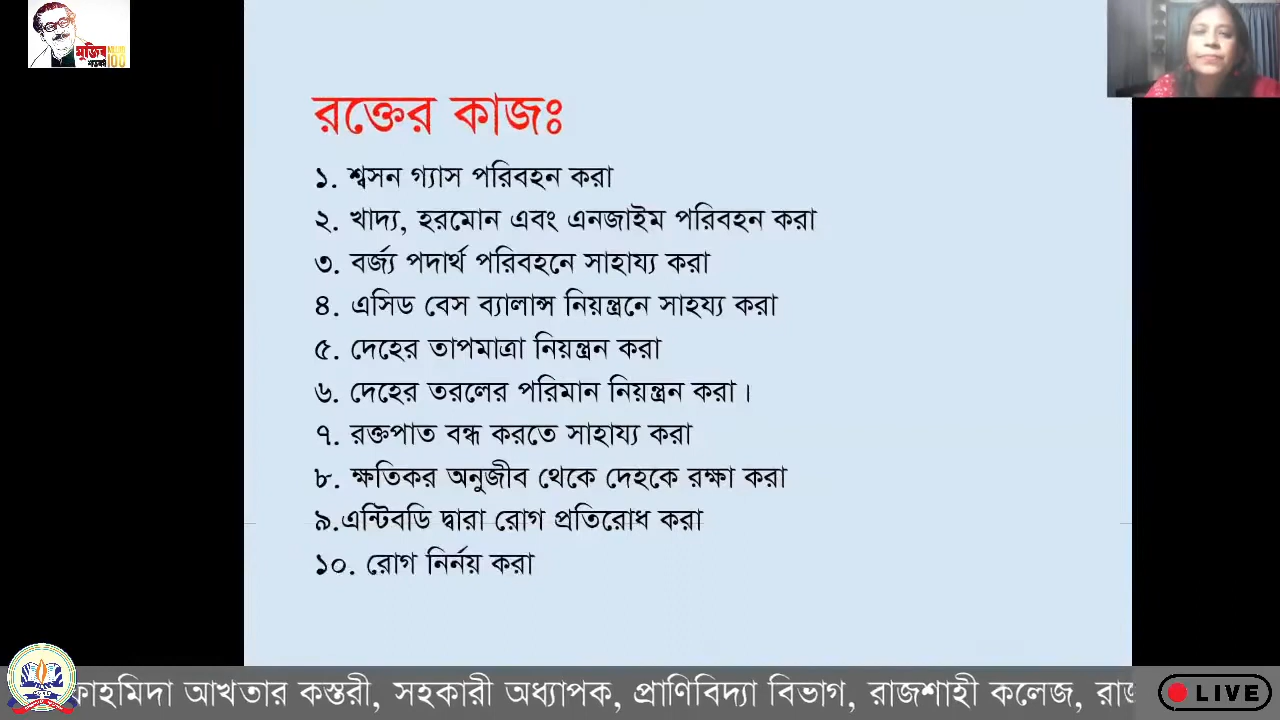 মুজিব
শতবর্ষ
100
রক্তের কাজঃ
১. শ্বসন গ্যাস পরিবহন করা
২. খাদ্য, হরমোন এবং এনজাইম পরিবহন করা
৩. বর্জ্য পদার্থ পরিবহনে সাহায্য করা
৪. এসিড বেস ব্যালান্স নিয়ন্ত্রনে সাহয্য করা
৫. দেহের তাপমাত্রা নিয়ন্ত্রন করা
৬. দেহের তরলের পরিমান নিয়ন্ত্রন করা।
৭. রক্তপাত বন্ধ করতে সাহায্য করা
৮. ক্ষতিকর অনুজীব থেকে দেহকে রক্ষা করা
৯.এন্টিবডি দ্বারা রোগ প্রতিরোধ করা
১০. রোগ নির্নয় করা
আখতার কস্তরী, সহকারী অধ্যাপক, প্রাণিবিদ্যা বিভাগ, রাজশাহী কলেজ,
LIVE